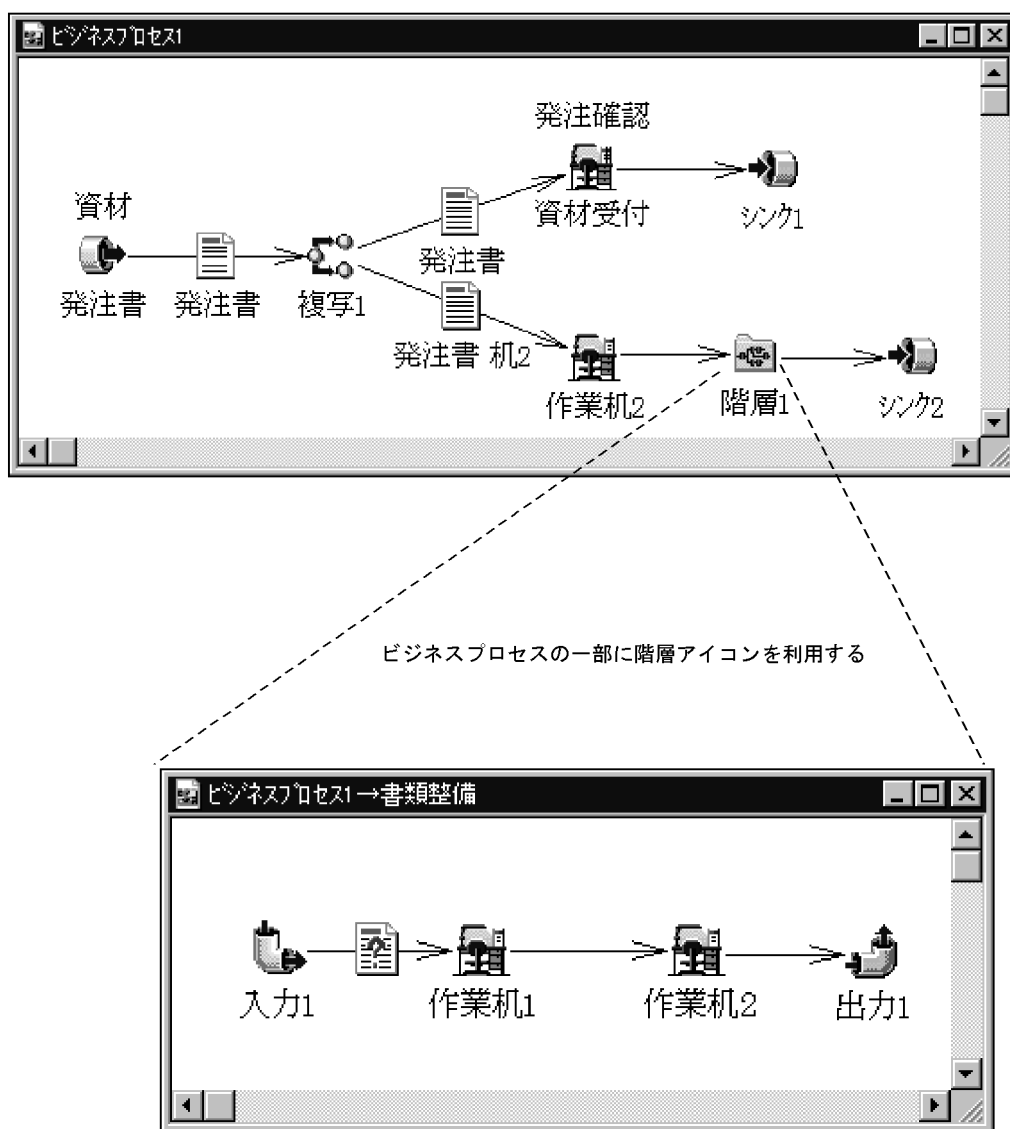 ビジネスプロセス1
発注確認
資材受付
シンク1
資材
発注書
発注書
複写1
発注書
発注書 机2
作業机2
階層1
シンク2
ビジネスプロセスの一部に階層アイコンを利用する
ビジネスプロセス1→書類整備
入力1
作業机1
作業机2
出力1